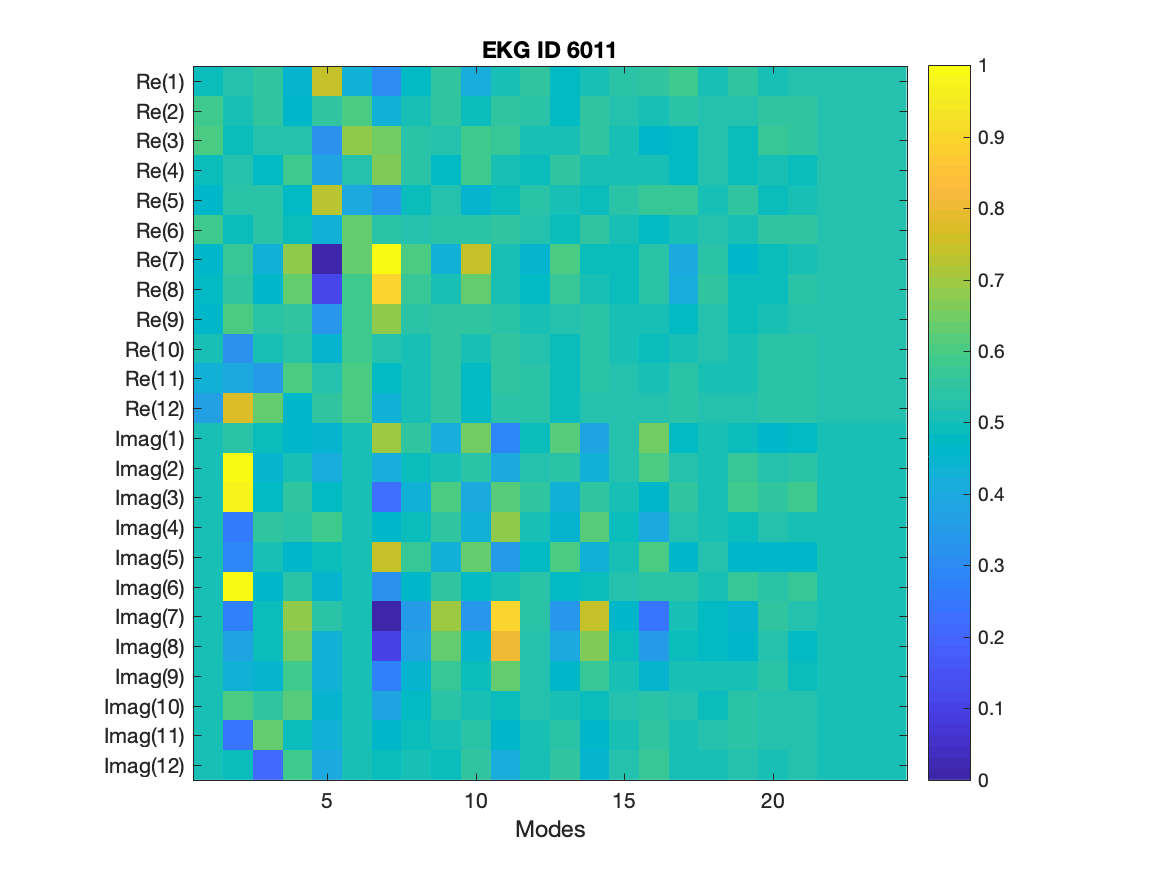 EKG ID 6011
Re(1)
Re(2)
Re(3)
Re(4)
Re(5)
Re(6)
Re(7)
Re(8)
Re(9)
Re(10)
Re(11)
Re(12)
Imag(1)
Imag(2)
Imag(3)
Imag(4)
Imag(5)
Imag(6)
Imag(7)
Imag(8)
Imag(9)
Imag(10)
Imag(11)
Imag(12)
5 10 15 20
Modes
1
0.9
0.8
0.7
0.6
0.5
0.4
0.3
0.2
0.1
0